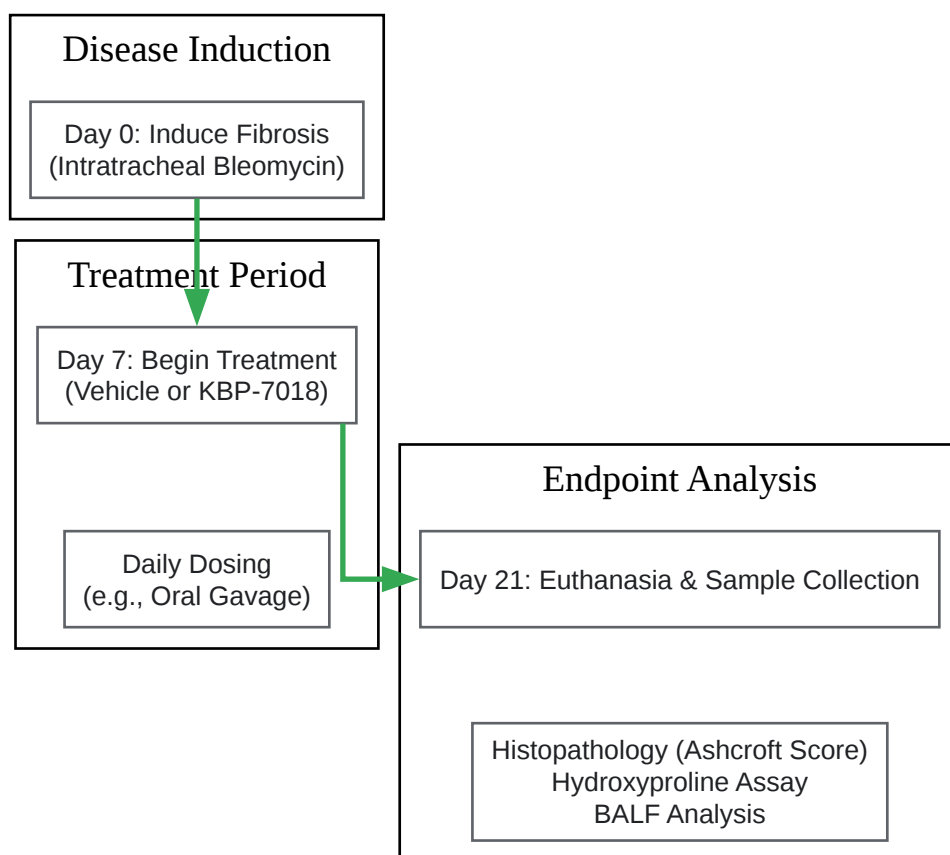 Disease Induction
Day 0: Induce Fibrosis
(Intratracheal Bleomycin)
Treatment Period
Day 7: Begin Treatment
(Vehicle or KBP-7018)
Daily Dosing
(e.g., Oral Gavage)
Endpoint Analysis
Day 21: Euthanasia & Sample Collection
Histopathology (Ashcroft Score)
Hydroxyproline Assay
BALF Analysis